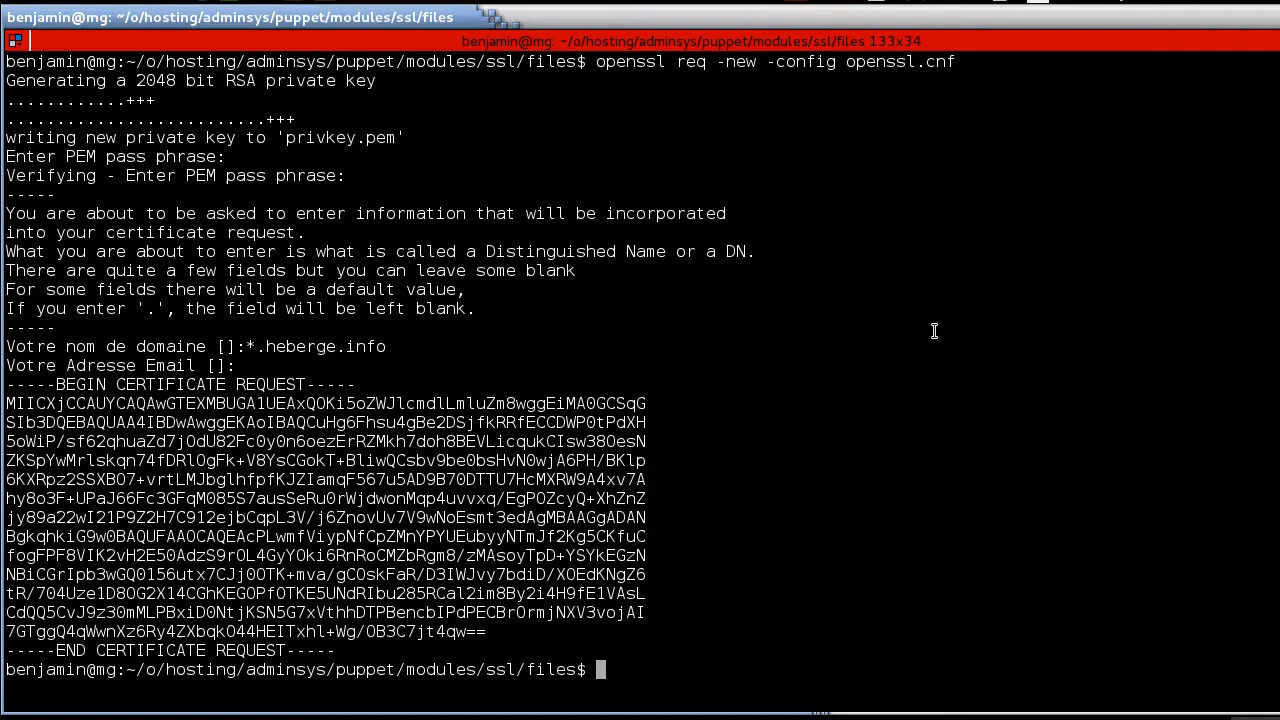 benjamin@mg: ~/o/hosting/adminsys/puppet/modules/ssl/files
benjamin@mg: ~/o/hosting/adminsys/puppet/modules/ssl/files 133x34
benjamin@mg:~/o/hosting/adminsys/puppet/modules/ssl/files$ openssl req -new -config openssl.cnf
Generating a 2048 bit RSA private key
............+++
..........................+++
writing new private key to 'privkey.pem'
Enter PEM pass phrase:
Verifying - Enter PEM pass phrase:
-----
You are about to be asked to enter information that will be incorporated
into your certificate request.
What you are about to enter is what is called a Distinguished Name or a DN.
There are quite a few fields but you can leave some blank
For some fields there will be a default value,
If you enter '.', the field will be left blank.
-----
Votre nom de domaine []:*.heberge.info
Votre Adresse Email []:
-----BEGIN CERTIFICATE REQUEST-----
MIICXjCCAUYCAQAwGTEXMBUGA1UEAxQOKi5oZWJlcmdlLmluZm8wggEiMA0GCSqG
SIb3DQEBAQUAA4IBDwAwggEKAoIBAQCuHg6Fhsu4gBe2DSjfkRRfECCDWP0tPdXH
5oWiP/sf62qhuaZd7jOdU82Fc0y0n6oezErRZMkh7doh8BEVLicqukCIsw38OesN
ZKSpYwMrlskqn74fDRlOgFk+V8YsCGokT+BliwQCsbv9be0bsHvN0wjA6PH/BKlp
6KXRpz2SSXBO7+vrtLMJbglhfpfKJZIamqF567u5AD9B70DTTU7HcMXRW9A4xv7A
hy8o3F+UPaJ66Fc3GFqM085S7ausSeRu0rWjdwonMqp4uvvxq/EgPOZcyQ+XhZnZ
jy89a22wI21P9Z2H7C912ejbCqpL3V/j6ZnovUv7V9wNoEsmt3edAgMBAAGgADAN
BgkqhkiG9w0BAQUFAAOCAQEAcPLwmfViypNfCpZMnYPYUEubyyNTmJf2Kg5CKfuC
fogFPF8VIK2vH2E50AdzS9rOL4GyYOki6RnRoCMZbRgm8/zMAsoyTpD+YSYkEGzN
NBiCGrIpb3wGQ0156utx7CJj0OTK+mva/gCOskFaR/D3IWJvy7bdiD/XOEdKNgZ6
tR/704Uze1D8OG2X14CGhKEGOPfOTKE5UNdRIbu285RCal2im8By2i4H9fE1VAsL
CdQQ5CvJ9z30mMLPBxiD0NtjKSN5G7xVthhDTPBencbIPdPECBrOrmjNXV3vojAI
7GTggQ4qWwnXz6Ry4ZXbqkO44HEITxhl+Wg/OB3C7jt4qw==
-----END CERTIFICATE REQUEST-----
benjamin@mg:~/o/hosting/adminsys/puppet/modules/ssl/files$